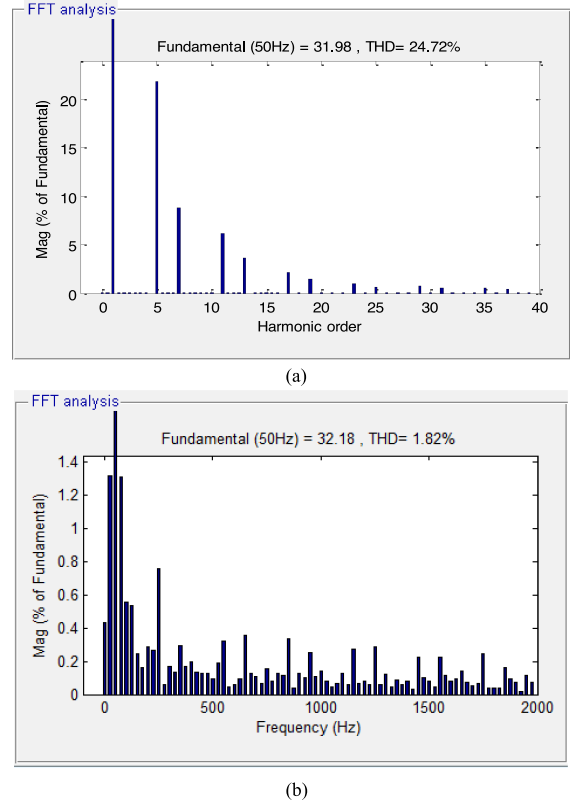 FFT analysis
Fundamental (50Hz) = 31.98 , THD= 24.72%
Mag (% of Fundamental)
20
15
10
5
0
0 5 10 15 20 25 30 35 40
Harmonic order
(a)
FFT analysis
Fundamental (50Hz) = 32.18 , THD= 1.82%
Mag (% of Fundamental)
1.4
1.2
1
0.8
0.6
0.4
0.2
0
0 500 1000 1500 2000
Frequency (Hz)
(b)